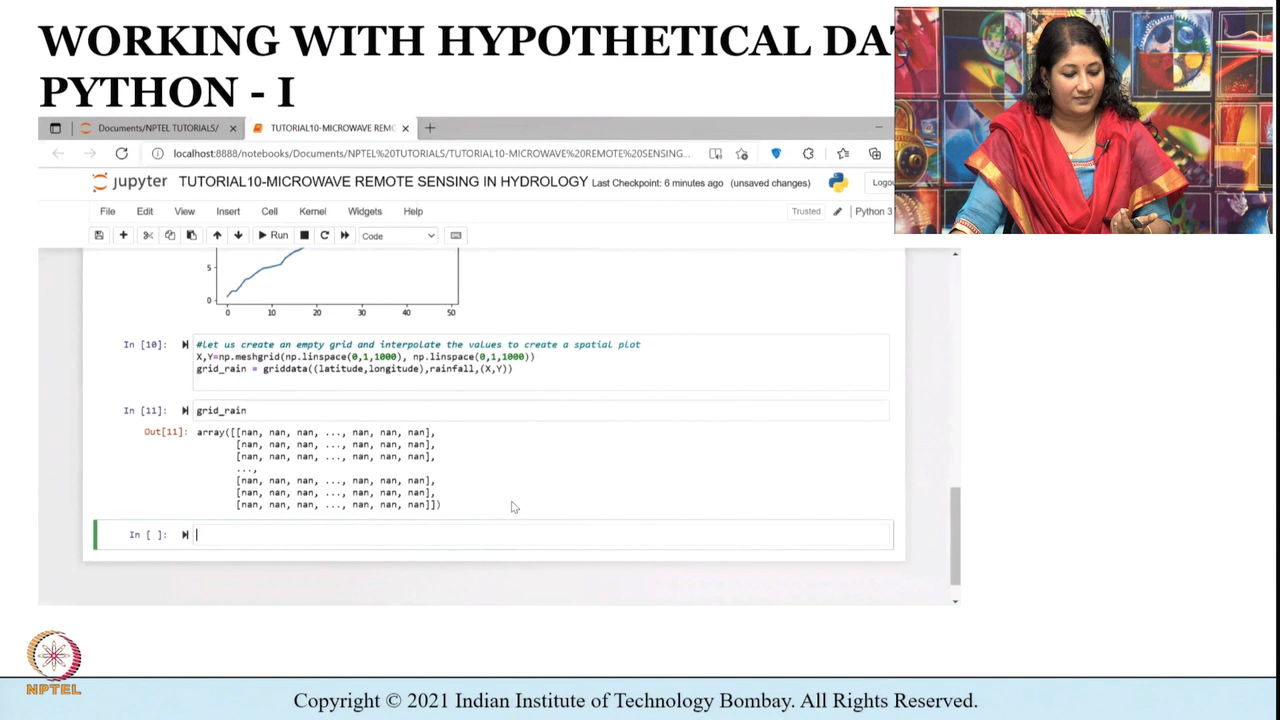 WORKING WITH HYPOTHETICAL DA
PYTHON - I
Documents/NPTEL TUTORIALS/
TUTORIAL10-MICROWAVE REMO
localhost:8888/notebooks/Documents/NPTEL%20TUTORIALS/TUTORIAL10-MICROWAVE%20REMOTE%20SENSING...
jupyter TUTORIAL10-MICROWAVE REMOTE SENSING IN HYDROLOGY Last Checkpoint: 6 minutes ago (unsaved changes)
Logou
File Edit View Insert Cell Kernel Widgets Help
Trusted Python 3
Run Code
5
0
0 10 20 30 40 50
In [10]: #Let us create an empty grid and interpolate the values to create a spatial plot
X,Y=np.meshgrid(np.linspace(0,1,1000), np.linspace(0,1,1000))
grid_rain = griddata((latitude,longitude),rainfall,(X,Y))
In [11]: grid_rain
Out[11]: array([[nan, nan, nan, ..., nan, nan, nan],
[nan, nan, nan, ..., nan, nan, nan],
[nan, nan, nan, ..., nan, nan, nan],
...,
[nan, nan, nan, ..., nan, nan, nan],
[nan, nan, nan, ..., nan, nan, nan],
[nan, nan, nan, ..., nan, nan, nan]])
In [ ]:
NPTEL
Copyright © 2021 Indian Institute of Technology Bombay. All Rights Reserved.